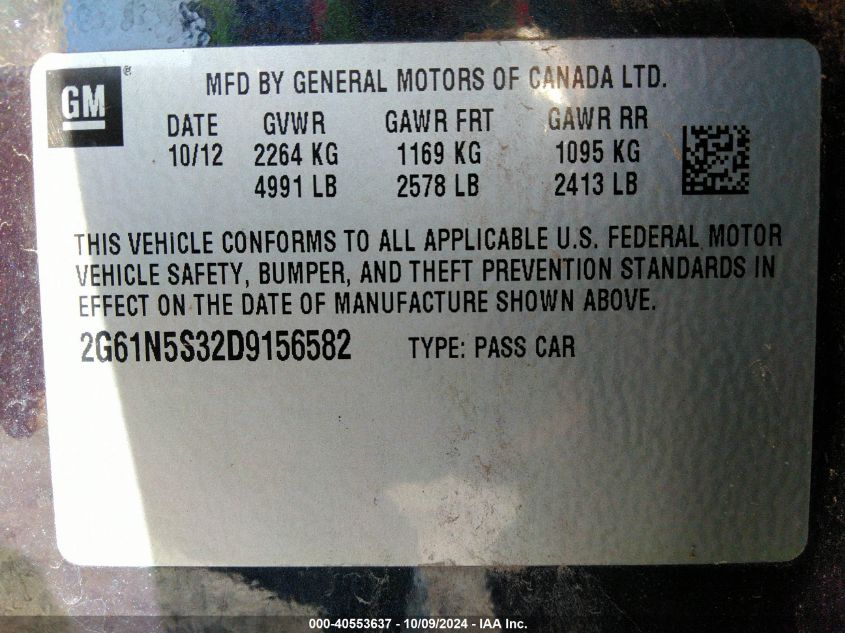 GM ®
MFD BY GENERAL MOTORS OF CANADA LTD.
DATE GVWR GAWR FRT GAWR RR
10/12 2264 KG 1169 KG 1095 KG
4991 LB 2578 LB 2413 LB
THIS VEHICLE CONFORMS TO ALL APPLICABLE U.S. FEDERAL MOTOR
VEHICLE SAFETY, BUMPER, AND THEFT PREVENTION STANDARDS IN
EFFECT ON THE DATE OF MANUFACTURE SHOWN ABOVE.
2G61N5S32D9156582 TYPE: PASS CAR
000-40553637 - 10/09/2024 - IAA Inc.